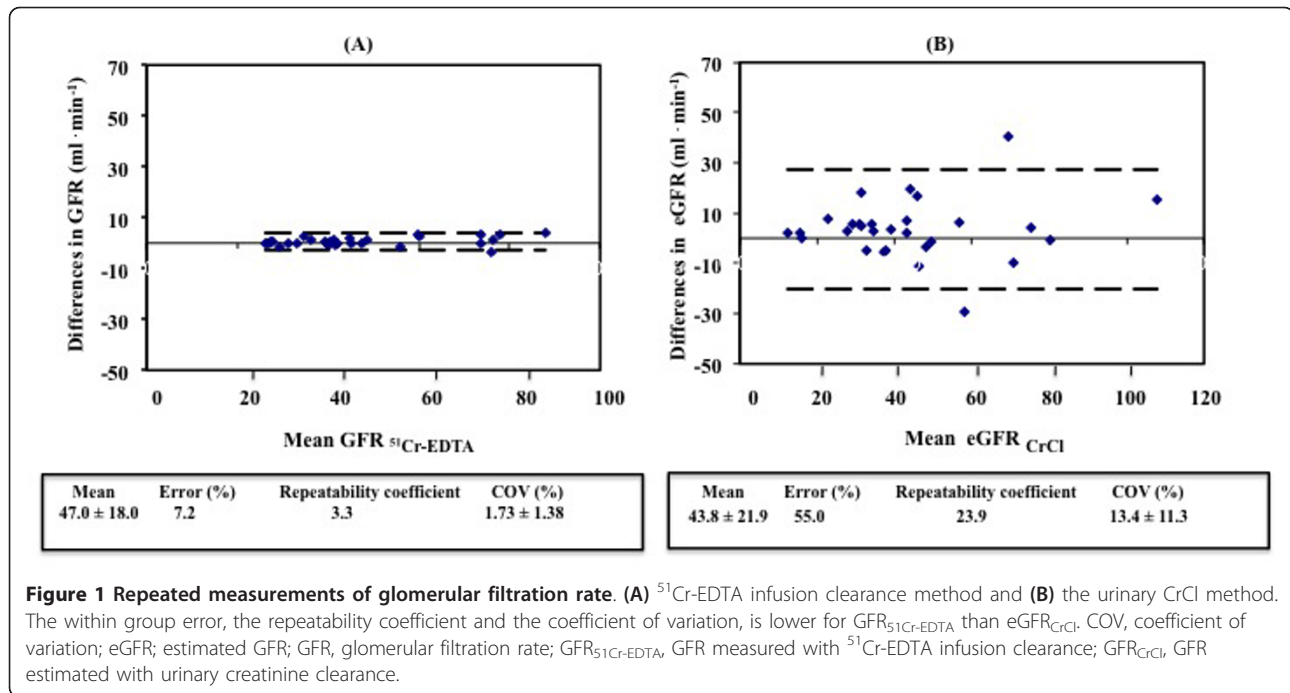 (A)
70
50
30
10
-10
-30
-50
Differences in GFR (ml · min⁻¹)
0 20 40 60 80 100
Mean GFR ⁵¹Cr-EDTA
Mean Error (%) Repeatability coefficient COV (%)
47.0 ± 18.0 7.2 3.3 1.73 ± 1.38
(B)
70
50
30
10
-10
-30
-50
Differences in eGFR (ml · min⁻¹)
0 20 40 60 80 100 120
Mean eGFR CrCl
Mean Error (%) Repeatability coefficient COV (%)
43.8 ± 21.9 55.0 23.9 13.4 ± 11.3
Figure 1 Repeated measurements of glomerular filtration rate. (A) ⁵¹Cr-EDTA infusion clearance method and (B) the urinary CrCl method.
The within group error, the repeatability coefficient and the coefficient of variation, is lower for GFR51Cr-EDTA than eGFRCrCl. COV, coefficient of
variation; eGFR; estimated GFR; GFR, glomerular filtration rate; GFR51Cr-EDTA, GFR measured with ⁵¹Cr-EDTA infusion clearance; GFRCrCl, GFR
estimated with urinary creatinine clearance.